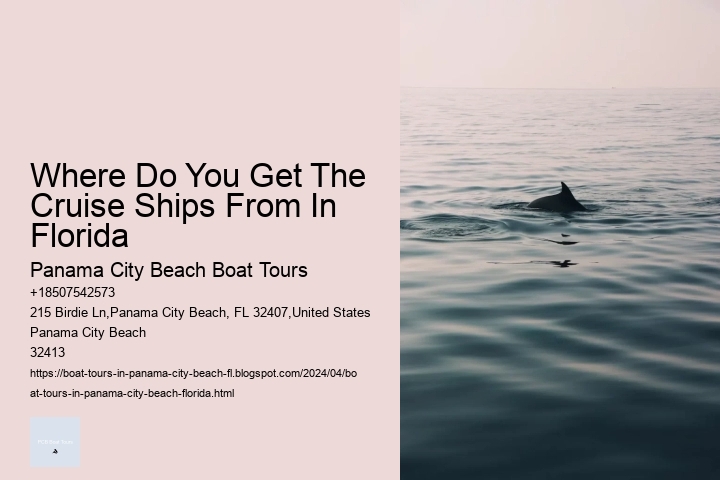 Where Do You Get The
Cruise Ships From In
Florida
Panama City Beach Boat Tours
+18507542573
215 Birdie Ln,Panama City Beach, FL 32407,United States
Panama City Beach
32413
https://boat-tours-in-panama-city-beach-fl.blogspot.com/2024/04/bo
at-tours-in-panama-city-beach-florida.html